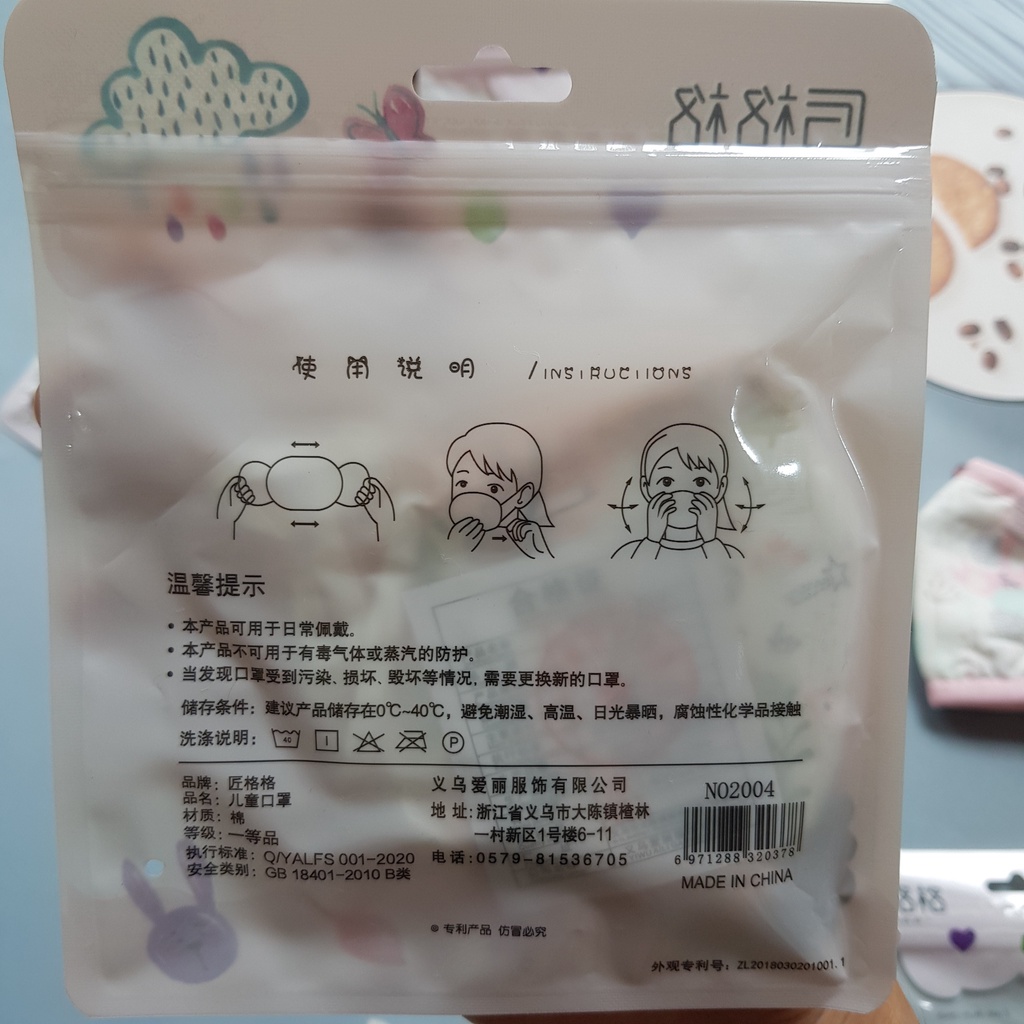 匠格格
使用说明 /INSTRUCTIONS
温馨提示
• 本产品可用于日常佩戴。
• 本产品不可用于有毒气体或蒸汽的防护。
• 当发现口罩受到污染、损坏、毁坏等情况，需要更换新的口罩。
储存条件：建议产品储存在0℃~40℃，避免潮湿、高温、日光暴晒，腐蚀性化学品接触
洗涤说明： 40 P
品牌：匠格格
品名：儿童口罩
材质：棉
等级：一等品
执行标准：Q/YALFS 001-2020
安全类别：GB 18401-2010 B类
义乌爱丽服饰有限公司
地址:浙江省义乌市大陈镇楂林
一村新区1号楼6-11
电话:0579-81536705
NO2004
6 971288 320378
MADE IN CHINA
专利产品 仿冒必究
外观专利号：ZL2018030201001.1